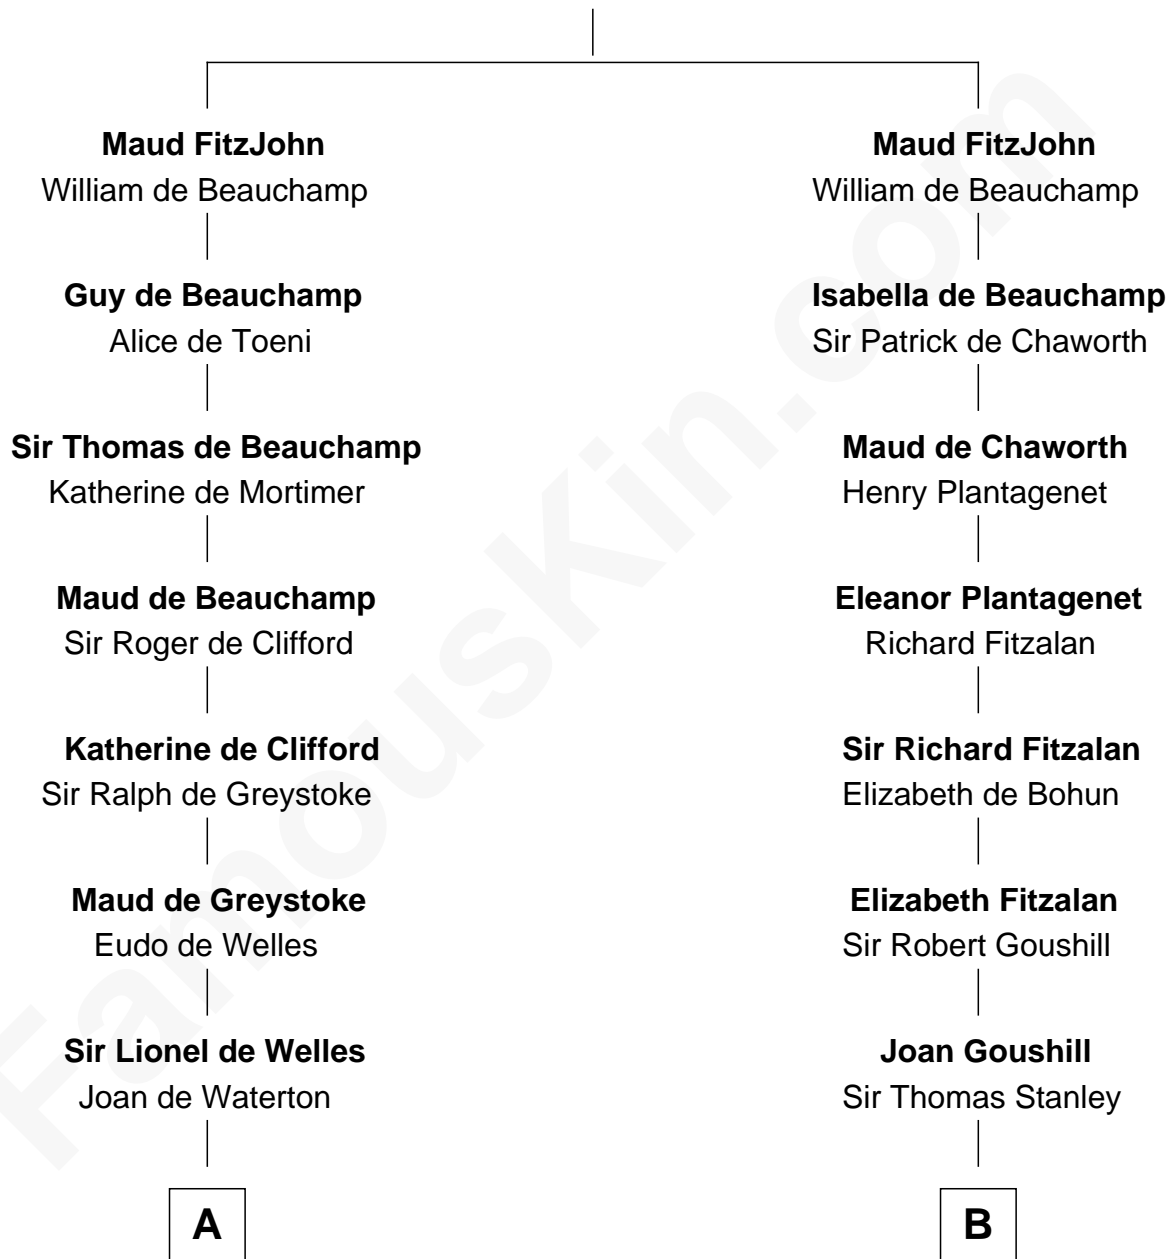 Maud FitzJohn
William de Beauchamp
Guy de Beauchamp
Alice de Toeni
Sir Thomas de Beauchamp
Katherine de Mortimer
Maud de Beauchamp
Sir Roger de Clifford
Katherine de Clifford
Sir Ralph de Greystoke
Maud de Greystoke
Eudo de Welles
Sir Lionel de Welles
Joan de Waterton
A
Maud FitzJohn
William de Beauchamp
Isabella de Beauchamp
Sir Patrick de Chaworth
Maud de Chaworth
Henry Plantagenet
Eleanor Plantagenet
Richard Fitzalan
Sir Richard Fitzalan
Elizabeth de Bohun
Elizabeth Fitzalan
Sir Robert Goushill
Joan Goushill
Sir Thomas Stanley
B
FamousKin.com